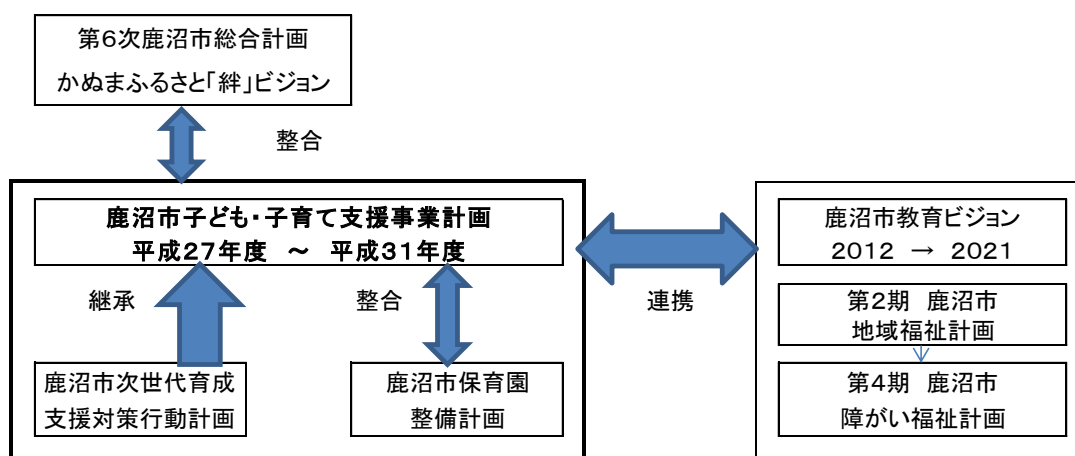 第6次鹿沼市総合計画
かぬまふるさと「絆」ビジョン
整合
鹿沼市子ども・子育て支援事業計画
平成27年度 ～ 平成31年度
継承
整合
鹿沼市次世代育成
支援対策行動計画
鹿沼市保育園
整備計画
連携
鹿沼市教育ビジョン
2012 → 2021
第2期 鹿沼市
地域福祉計画
第4期 鹿沼市
障がい福祉計画